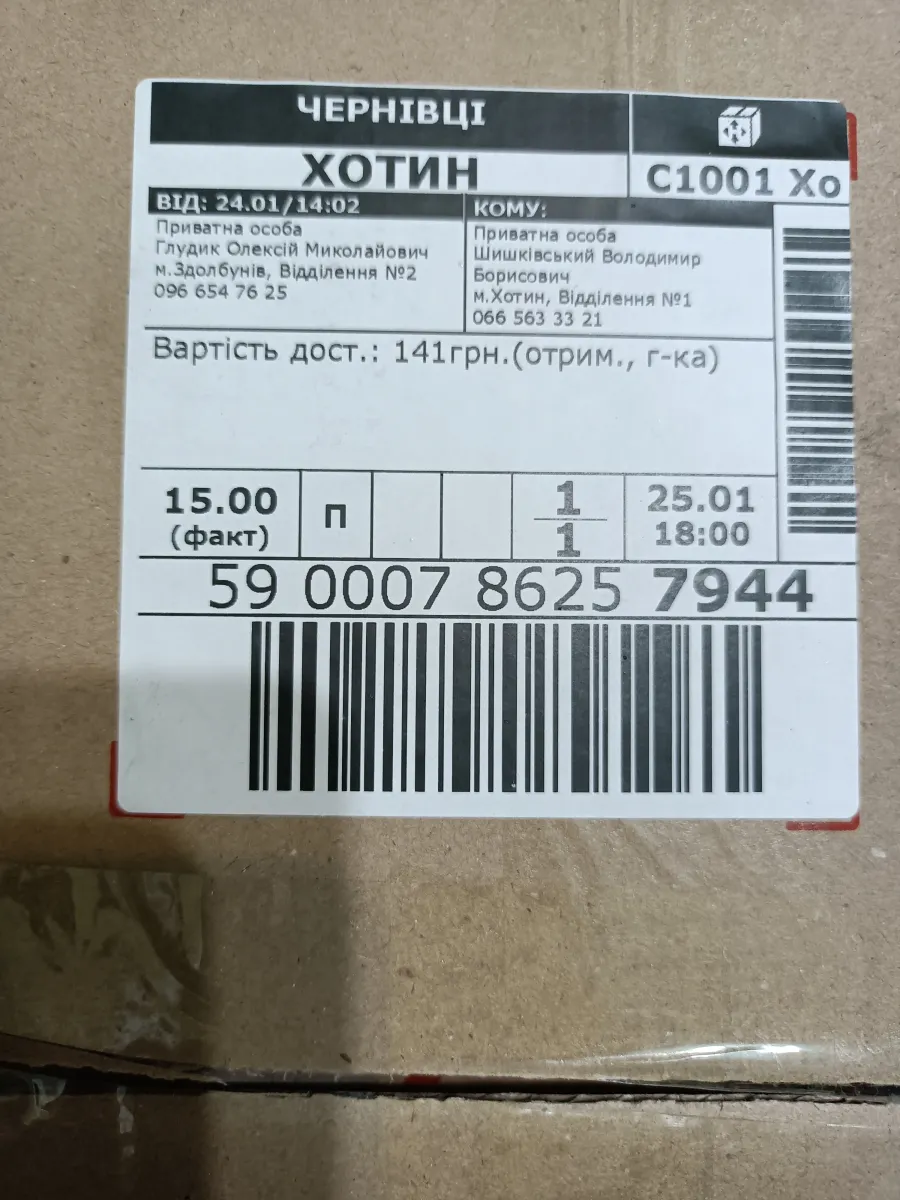 ЧЕРНІВЦІ
ХОТИН
С1001 Хо
ВІД: 24.01/14:02
Приватна особа
Глудик Олексій Миколайович
м.Здолбунів, Відділення №2
096 654 76 25
КОМУ:
Приватна особа
Шишківський Володимир
Борисович
м.Хотин, Відділення №1
066 563 33 21
Вартість дост.: 141грн.(отрим., г-ка)
15.00
(факт)
П
1
1
25.01
18:00
59 0007 8625 7944